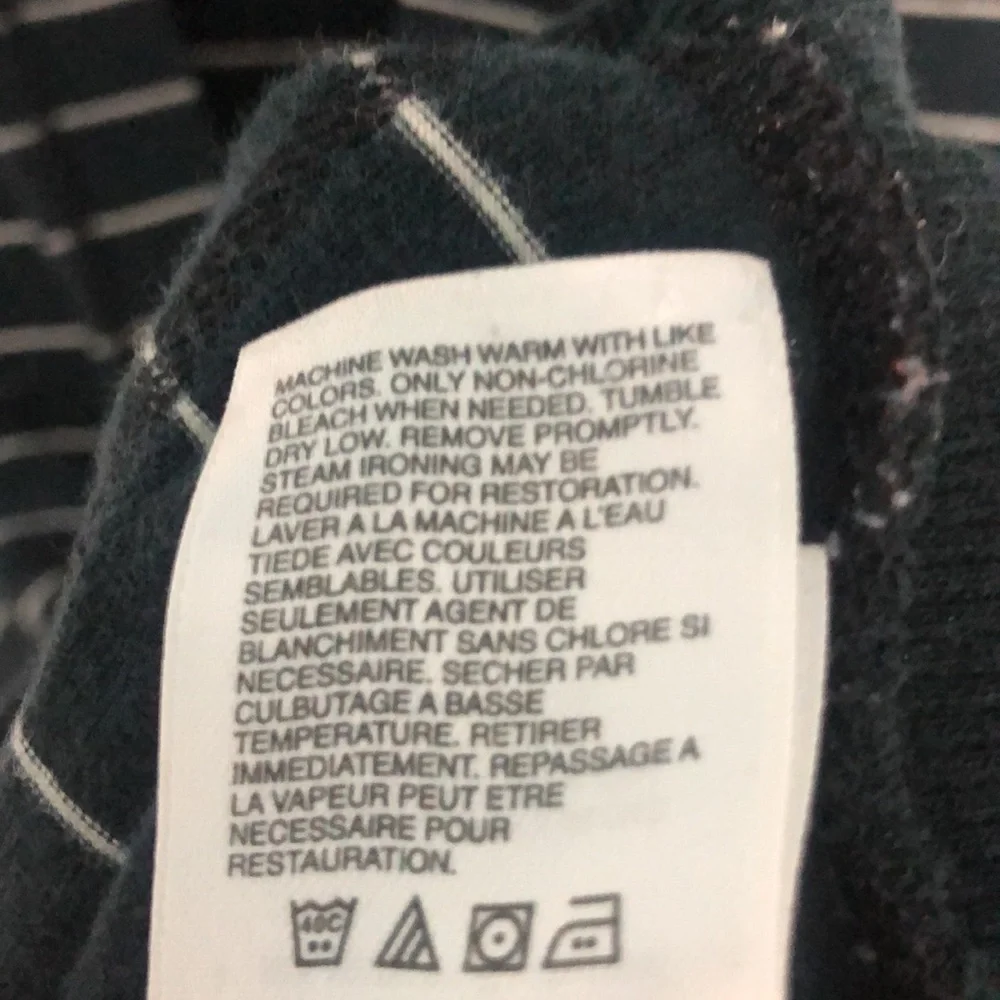 MACHINE WASH WARM WITH LIKE
COLORS. ONLY NON-CHLORINE
BLEACH WHEN NEEDED. TUMBLE
DRY LOW. REMOVE PROMPTLY.
STEAM IRONING MAY BE
REQUIRED FOR RESTORATION.
LAVER A LA MACHINE A L'EAU
TIEDE AVEC COULEURS
SEMBLABLES. UTILISER
SEULEMENT AGENT DE
BLANCHIMENT SANS CHLORE SI
NECESSAIRE. SECHER PAR
CULBUTAGE A BASSE
TEMPERATURE. RETIRER
IMMEDIATEMENT. REPASSAGE A
LA VAPEUR PEUT ETRE
NECESSAIRE POUR
RESTAURATION.
40C